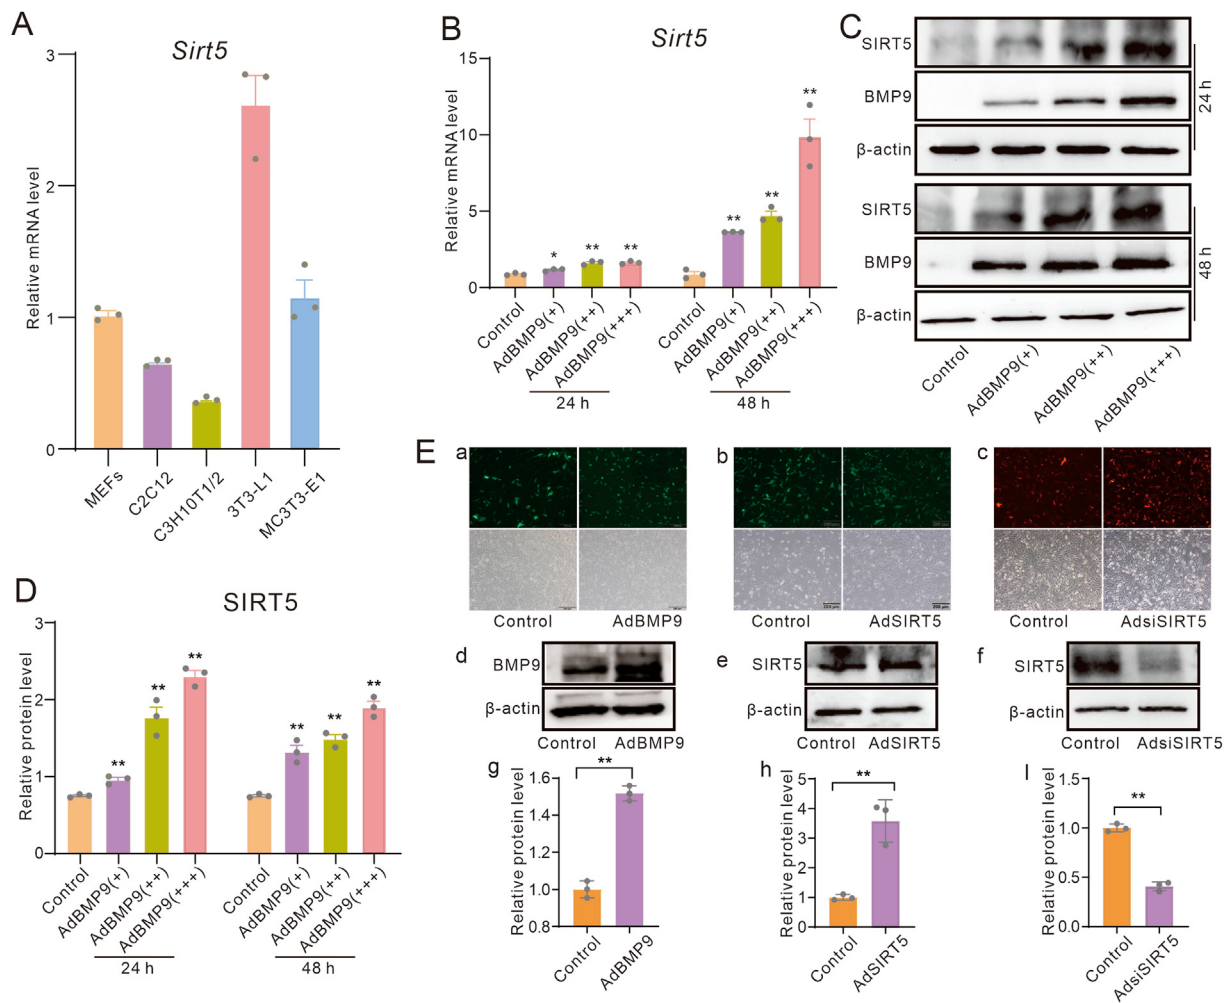 A
Sirt5
Relative mRNA level
3
2
1
0
MEFs
C2C12
C3H10T1/2
3T3-L1
MC3T3-E1
B
Sirt5
Relative mRNA level
15
10
5
0
*
**
**
**
**
**
Control
AdBMP9(+)
AdBMP9(++)
AdBMP9(+++)
Control
AdBMP9(+)
AdBMP9(++)
AdBMP9(+++)
24 h
48 h
C
SIRT5
BMP9
β-actin
24 h
SIRT5
BMP9
β-actin
48 h
Control
AdBMP9(+)
AdBMP9(++)
AdBMP9(+++)
D
SIRT5
Relative protein level
3
2
1
0
**
**
**
**
**
**
Control
AdBMP9(+)
AdBMP9(++)
AdBMP9(+++)
Control
AdBMP9(+)
AdBMP9(++)
AdBMP9(+++)
24 h
48 h
E
a
Control
AdBMP9
b
200 μm
200 μm
Control
AdSIRT5
c
Control
AdsiSIRT5
d
BMP9
β-actin
Control
AdBMP9
e
SIRT5
β-actin
Control
AdSIRT5
f
SIRT5
β-actin
Control
AdsiSIRT5
g
Relative protein level
1.6
1.4
1.2
1.0
0.8
**
Control
AdBMP9
h
Relative protein level
5
4
3
2
1
0
**
Control
AdSIRT5
I
Relative protein level
1.5
1.0
0.5
0.0
**
Control
AdsiSIRT5